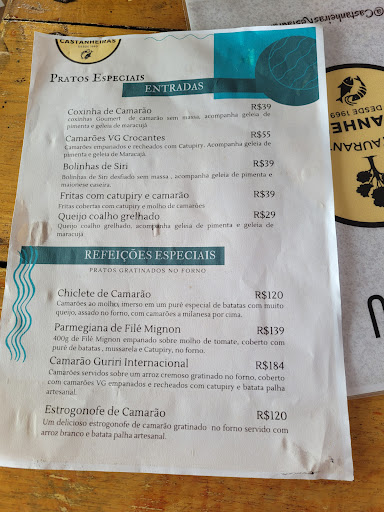 CASTANHEIRAS
PRATOS ESPECIAIS
ENTRADAS
Coxinha de Camarão R$39
coxinhas Goumert de camarão sem massa, acompanha geleia de
pimenta e geleia de maracujá
Camarões VG Crocantes R$55
Camarões empanados e recheados com Catupiry. Acompanha geleia de
pimenta e geleia de Maracujá.
Bolinhas de Siri R$39
Bolinhas de Siri desfiado sem massa , acompanha geleia de pimenta e
maionese caseira.
Fritas com catupiry e camarão R$39
Fritas cobertas com catupiry e molho de camarões
Queijo coalho grelhado R$29
Queijo coalho grelhado, acompanha geleia de pimenta e geleia de
maracujá
REFEIÇÕES ESPECIAIS
PRATOS GRATINADOS NO FORNO
Chiclete de Camarão R$120
Camarões ao molho, imerso em um purê especial de batatas com muito
queijo, assado no forno, com camarões a milanesa por cima.
Parmegiana de Filé Mignon R$139
400g de Filé Mignon empanado sobre molho de tomate, coberto com
purê de batatas , mussarela e Catupiry, no forno.
Camarão Guriri Internacional R$184
Camarões servidos sobre um arroz cremoso gratinado no forno, coberto
com camarões VG empanados e recheados com catupiry e batata palha
artesanal.
Estrogonofe de Camarão R$120
Um delicioso estrogonofe de camarão gratinado no forno servido com
arroz branco e batata palha artesanal.
DESDE 1969